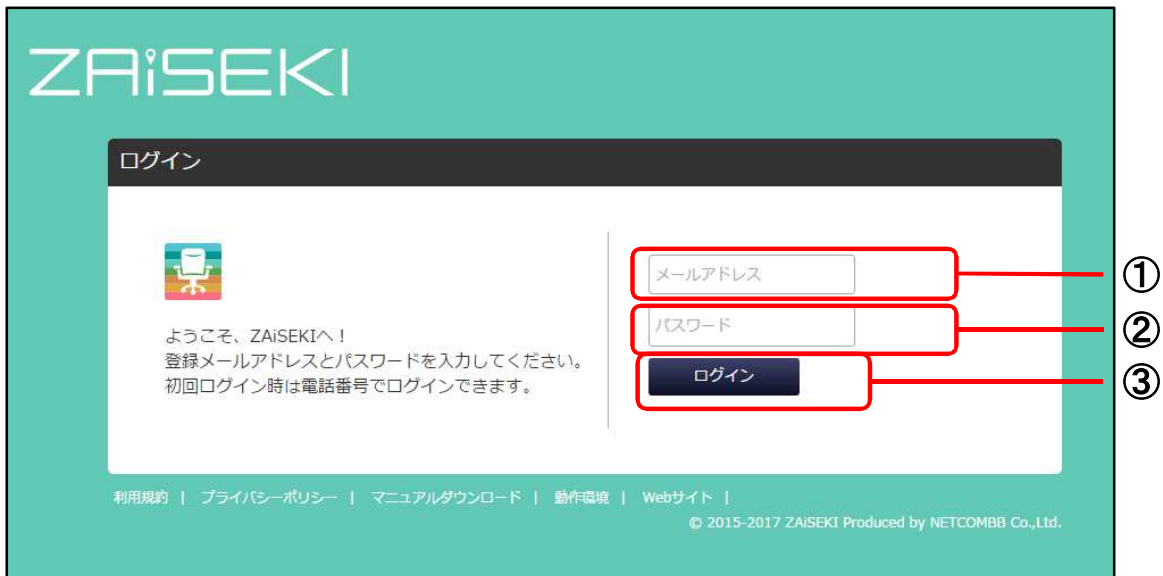 ZAiSEKI
ログイン
メールアドレス
①
パスワード
②
ようこそ、ZAiSEKIへ！
登録メールアドレスとパスワードを入力してください。
初回ログイン時は電話番号でログインできます。
ログイン
③
利用規約 | プライバシーポリシー | マニュアルダウンロード | 動作環境 | Webサイト |
© 2015-2017 ZAiSEKI Produced by NETCOMBB Co.,Ltd.